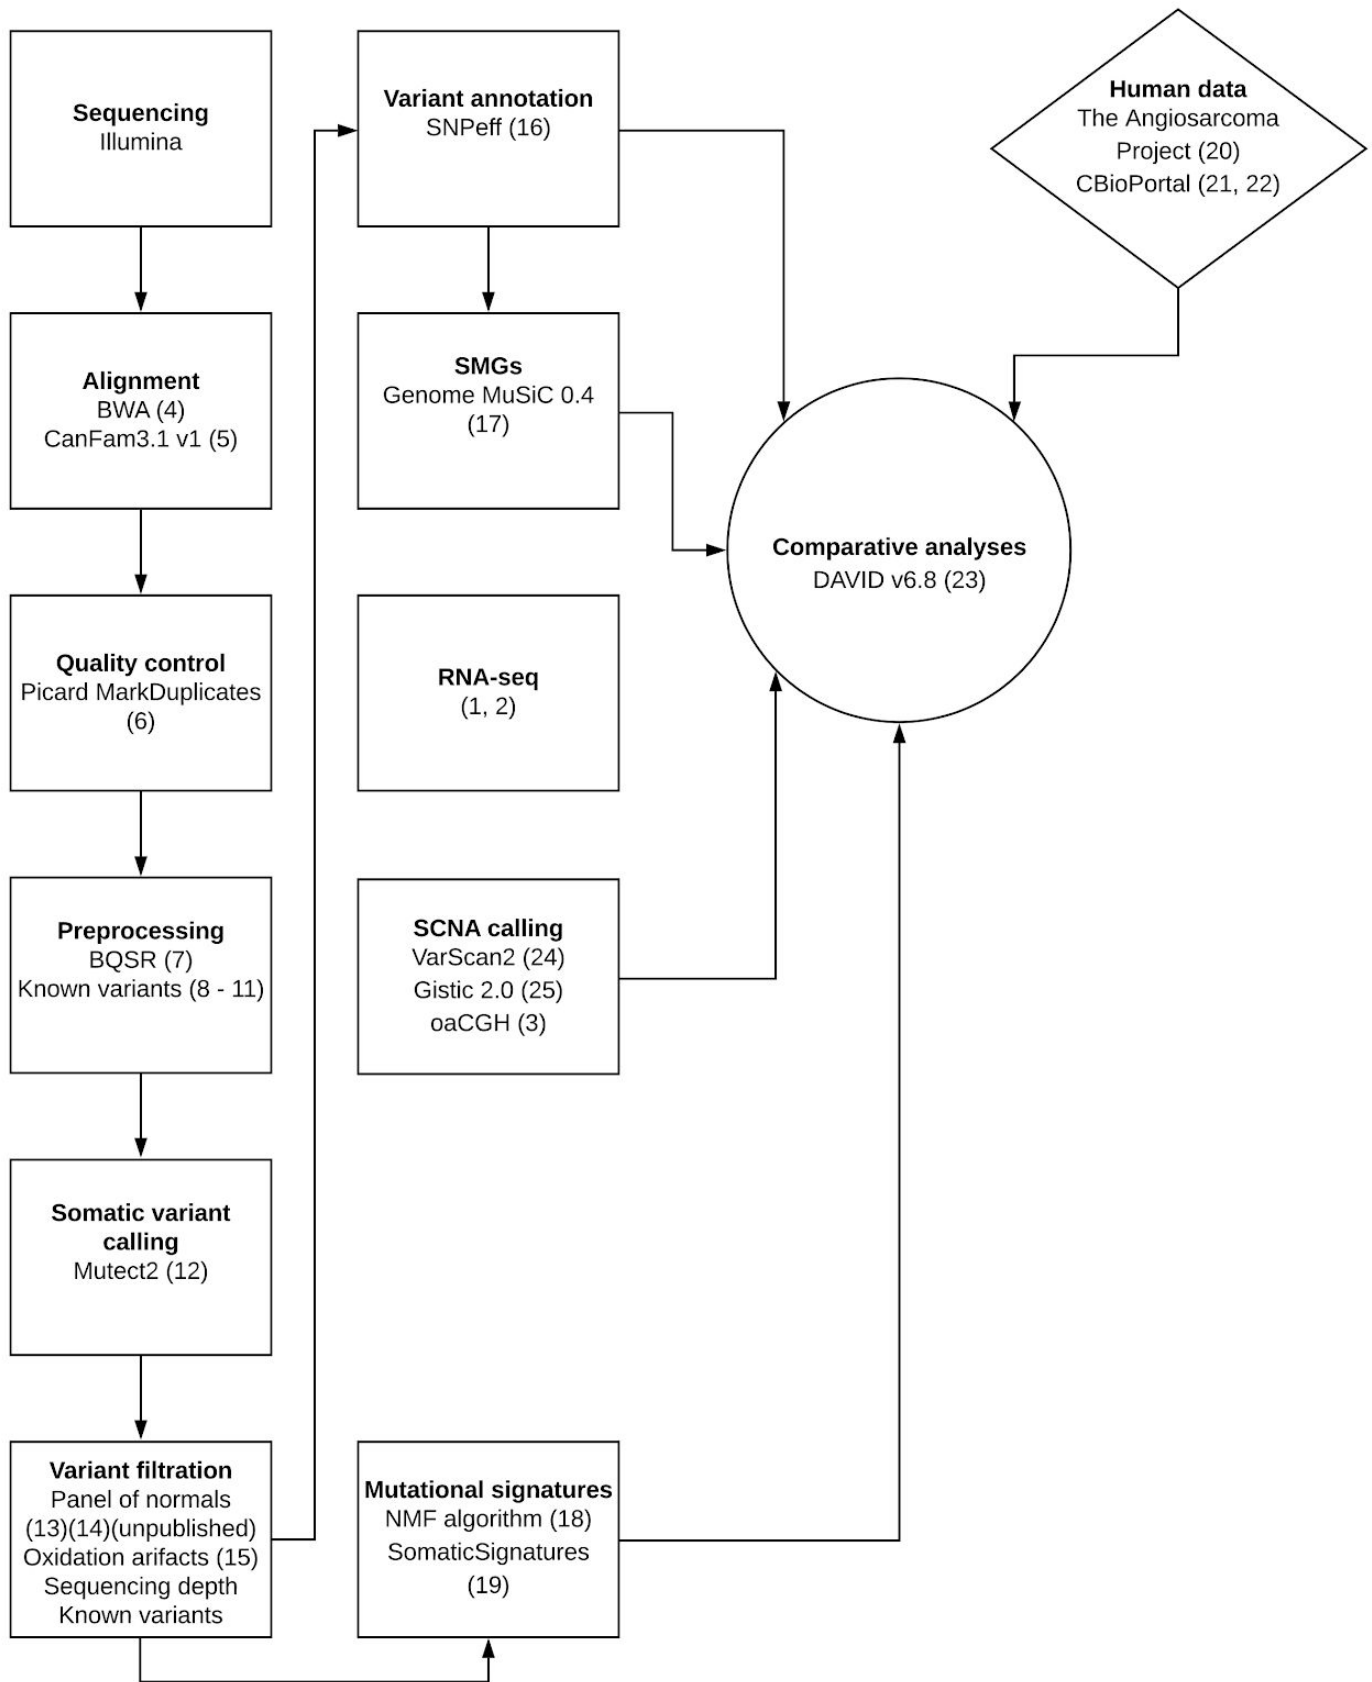 Sequencing
Illumina
Alignment
BWA (4)
CanFam3.1 v1 (5)
Quality control
Picard MarkDuplicates
(6)
Preprocessing
BQSR (7)
Known variants (8 - 11)
Somatic variant
calling
Mutect2 (12)
Variant filtration
Panel of normals
(13)(14)(unpublished)
Oxidation arifacts (15)
Sequencing depth
Known variants
Variant annotation
SNPeff (16)
SMGs
Genome MuSiC 0.4
(17)
RNA-seq
(1, 2)
SCNA calling
VarScan2 (24)
Gistic 2.0 (25)
oaCGH (3)
Mutational signatures
NMF algorithm (18)
SomaticSignatures
(19)
Human data
The Angiosarcoma
Project (20)
CBioPortal (21, 22)
Comparative analyses
DAVID v6.8 (23)